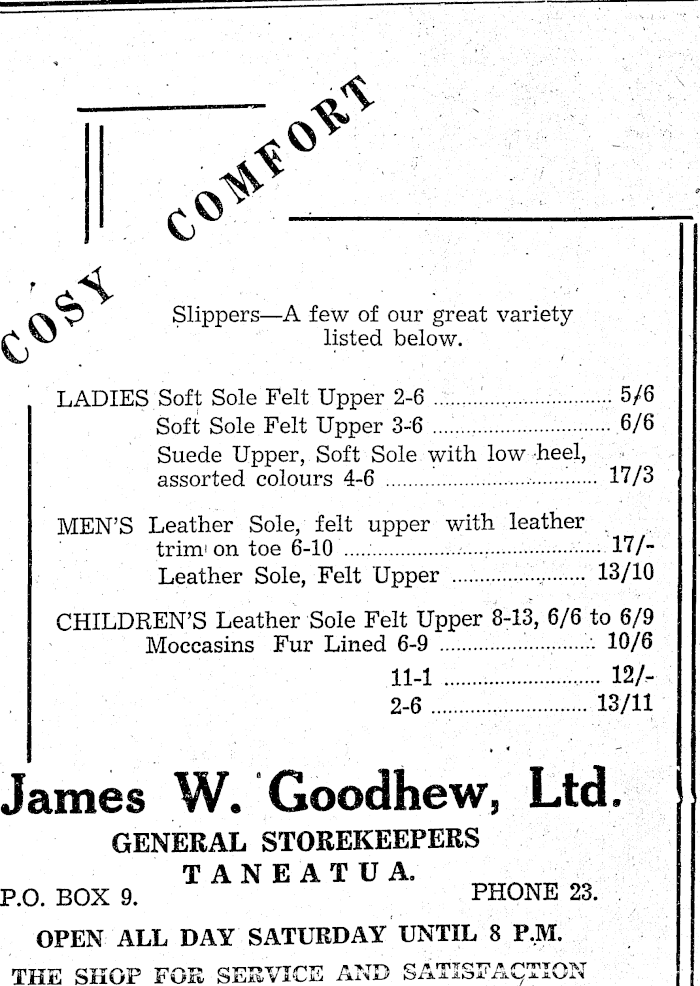 COSY COMFORT
Slippers—A few of our great variety
listed below.
LADIES Soft Sole Felt Upper 2-6 ............................... 5/6
Soft Sole Felt Upper 3-6 ............................... 6/6
Suede Upper, Soft Sole with low heel,
assorted colours 4-6 ..................................... 17/3
MEN'S Leather Sole, felt upper with leather
trim on toe 6-10 ............................................. 17/-
Leather Sole, Felt Upper ....................... 13/10
CHILDREN'S Leather Sole Felt Upper 8-13, 6/6 to 6/9
Moccasins Fur Lined 6-9 ........................... 10/6
11-1 ........................... 12/-
2-6 ........................... 13/11
James W. Goodhew, Ltd.
GENERAL STOREKEEPERS
TANEATUA.
P.O. BOX 9. PHONE 23.
OPEN ALL DAY SATURDAY UNTIL 8 P.M.
THE SHOP FOR SERVICE AND SATISFACTION